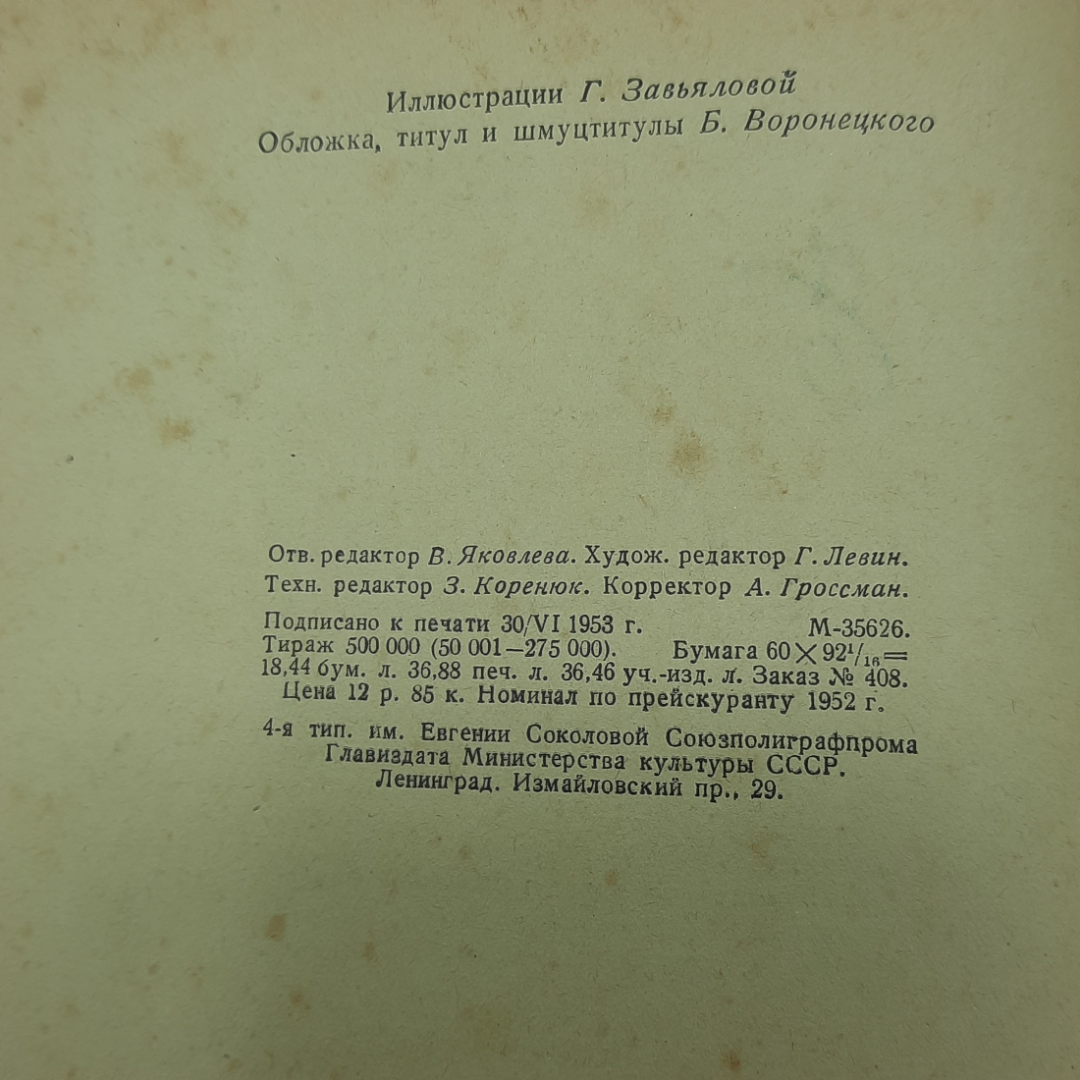 Иллюстрации Г. Завьяловой
Обложка, титул и шмуцтитулы Б. Воронецкого
Отв. редактор В. Яковлева. Худож. редактор Г. Левин.
Техн. редактор З. Коренюк. Корректор А. Гроссман.
Подписано к печати 30/VI 1953 г. М-35626.
Тираж 500 000 (50 001—275 000). Бумага 60×92¹/₁₆=
18,44 бум. л. 36,88 печ. л. 36,46 уч.-изд. л. Заказ № 408.
Цена 12 р. 85 к. Номинал по прейскуранту 1952 г.
4-я тип. им. Евгении Соколовой Союзполиграфпрома
Главиздата Министерства культуры СССР.
Ленинград. Измайловский пр., 29.